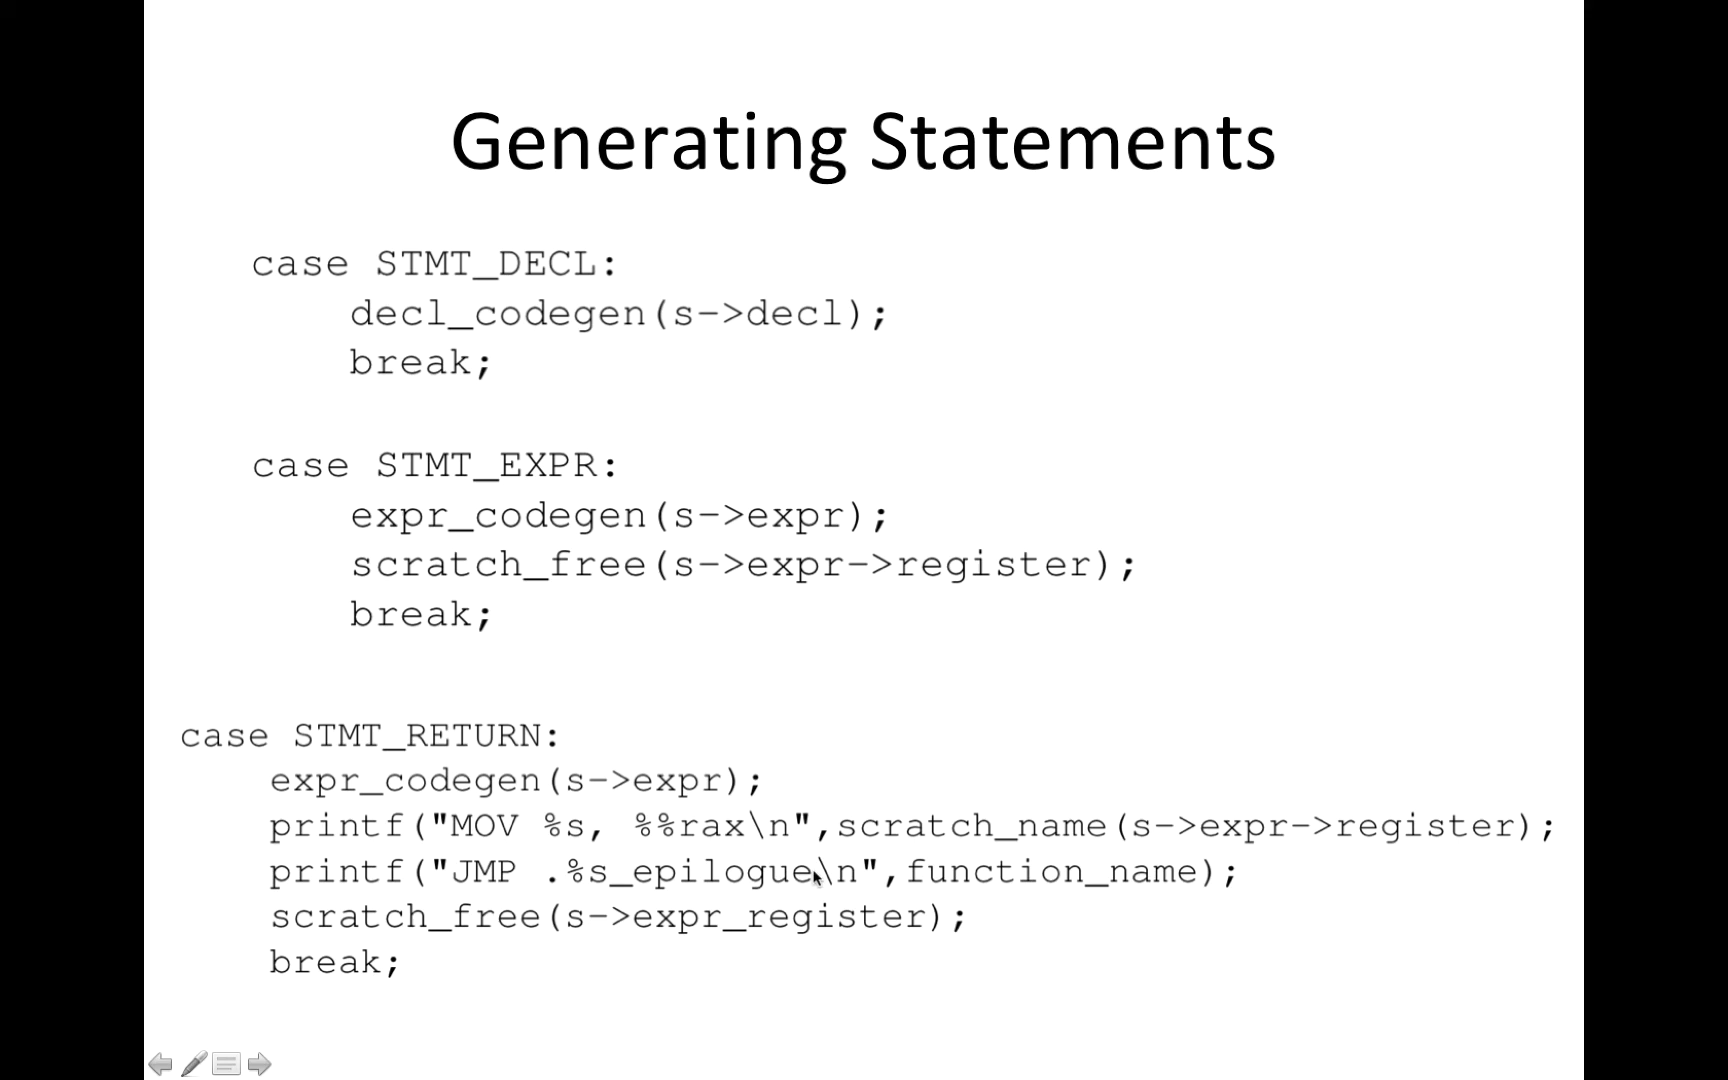 Generating Statements
case STMT_DECL:
decl_codegen(s->decl);
break;
case STMT_EXPR:
expr_codegen(s->expr);
scratch_free(s->expr->register);
break;
case STMT_RETURN:
expr_codegen(s->expr);
printf("MOV %s, %%rax\n",scratch_name(s->expr->register);
printf("JMP .%s_epilogue\n",function_name);
scratch_free(s->expr_register);
break;